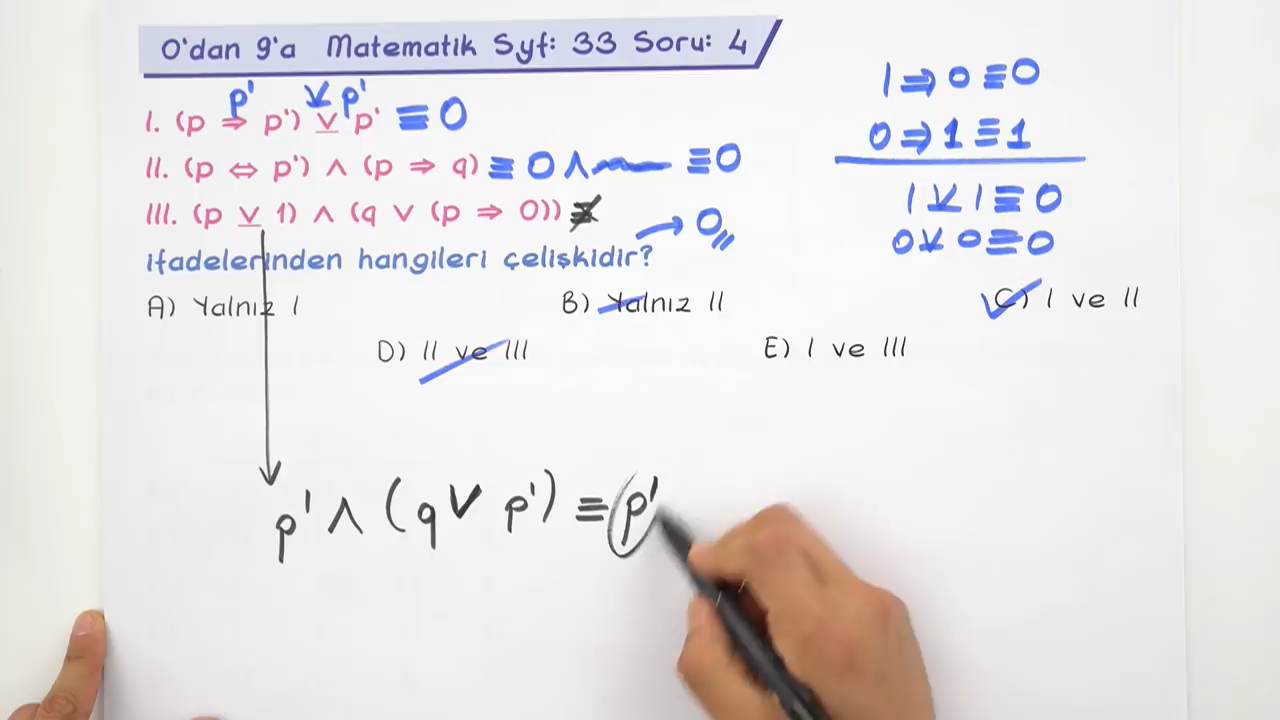 0'dan 9'a Matematik Syf: 33 Soru: 4
p' ⊻ p'
I. (p ⇒ p') ⊻ p' ≡ 0
II. (p ⇔ p') ∧ (p ⇒ q) ≡ 0 ∧ ≡ 0
III. (p ⊻ 1) ∧ (q ∨ (p ⇒ 0))
→ 0
ifadelerinden hangileri çelişkidir?
1 ⇒ 0 ≡ 0
0 ⇒ 1 ≡ 1
1 ⊻ 1 ≡ 0
0 ⊻ 0 ≡ 0
A) Yalnız I
B) Yalnız II
C) I ve II
D) II ve III
E) I ve III
p' ∧ (q ∨ p') ≡ p'